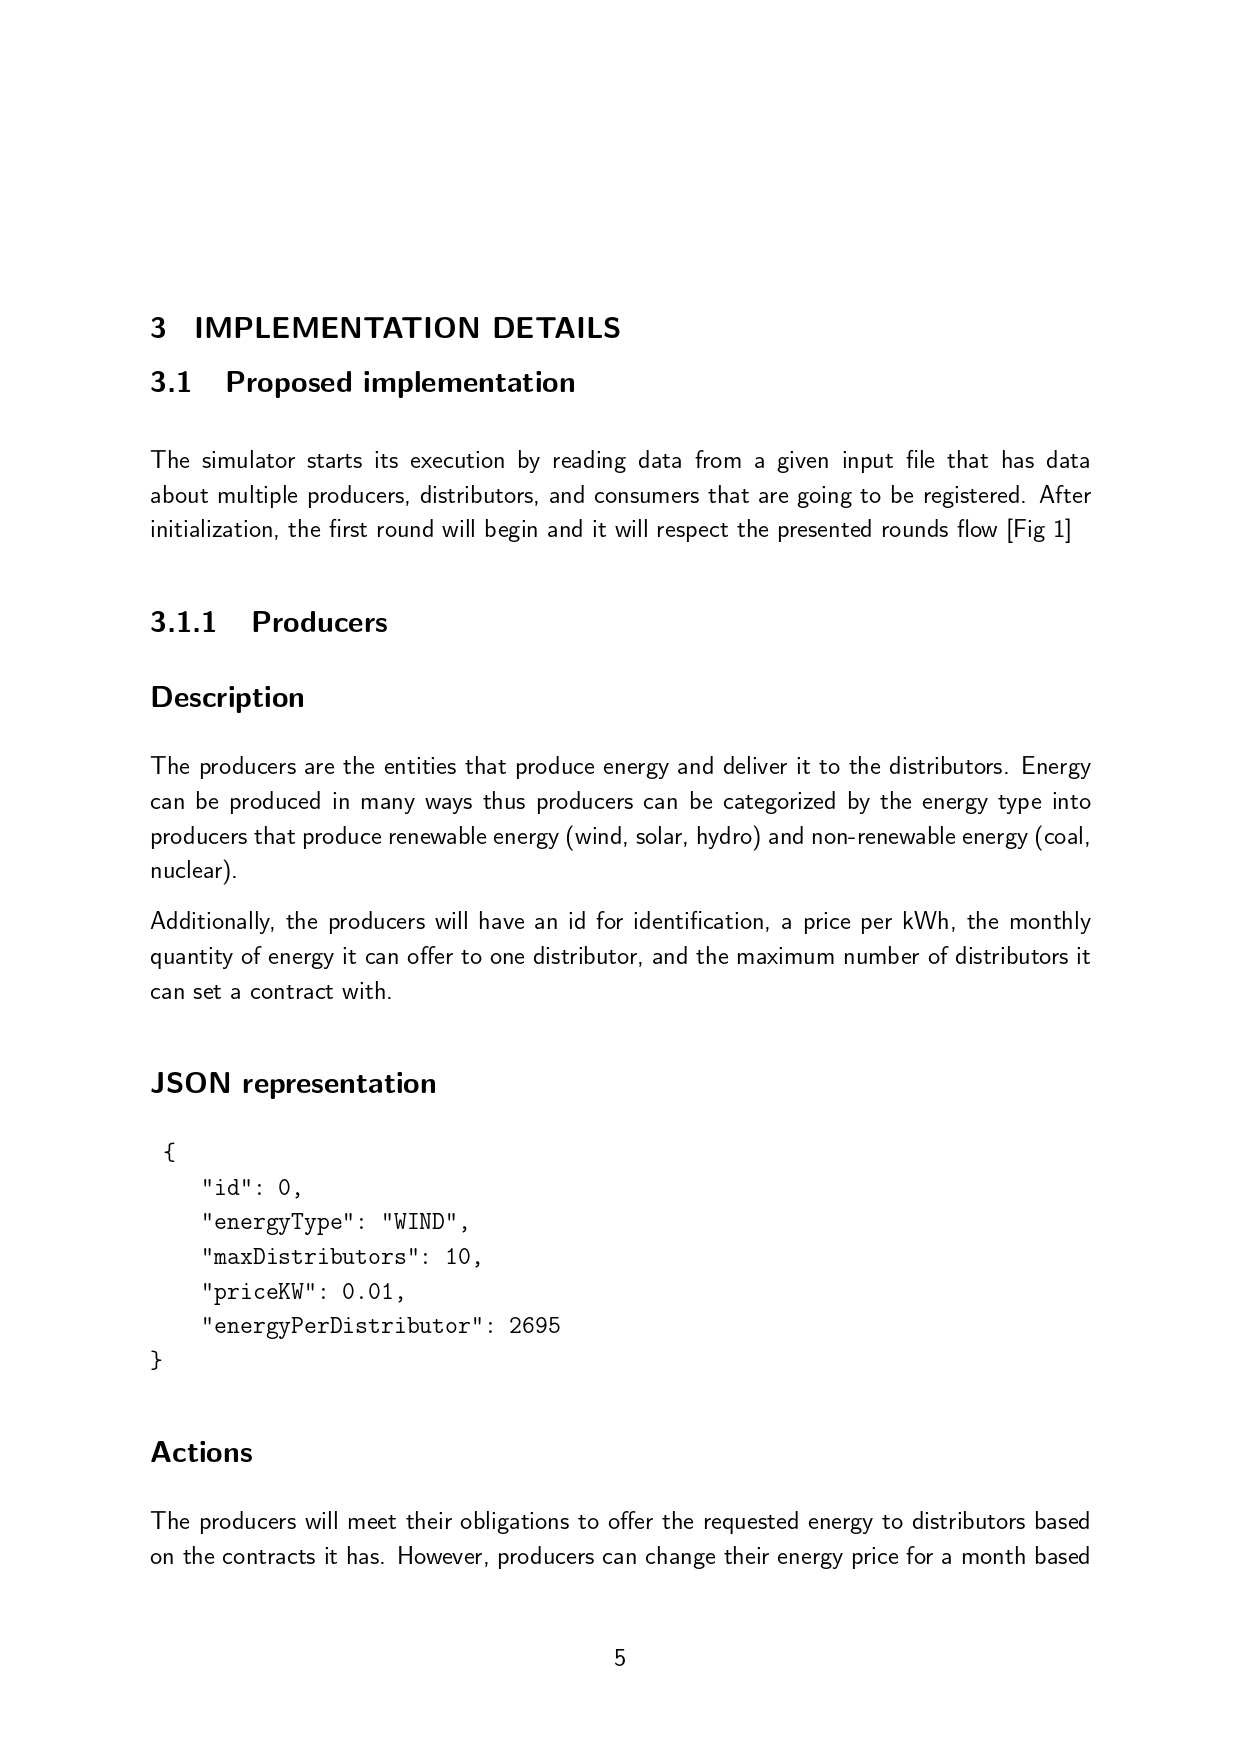 3 IMPLEMENTATION DETAILS
3.1 Proposed implementation
The simulator starts its execution by reading data from a given input file that has data
about multiple producers, distributors, and consumers that are going to be registered. After
initialization, the first round will begin and it will respect the presented rounds flow [Fig 1]
3.1.1 Producers
Description
The producers are the entities that produce energy and deliver it to the distributors. Energy
can be produced in many ways thus producers can be categorized by the energy type into
producers that produce renewable energy (wind, solar, hydro) and non-renewable energy (coal,
nuclear).
Additionally, the producers will have an id for identification, a price per kWh, the monthly
quantity of energy it can offer to one distributor, and the maximum number of distributors it
can set a contract with.
JSON representation
{
"id": 0,
"energyType": "WIND",
"maxDistributors": 10,
"priceKW": 0.01,
"energyPerDistributor": 2695
}
Actions
The producers will meet their obligations to offer the requested energy to distributors based
on the contracts it has. However, producers can change their energy price for a month based
5